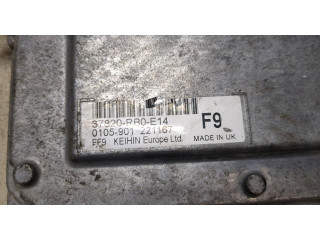 37820-RB0-E14
0105-901 221167
FF9 KEIHIN Europe Ltd.
F9
MADE IN UK